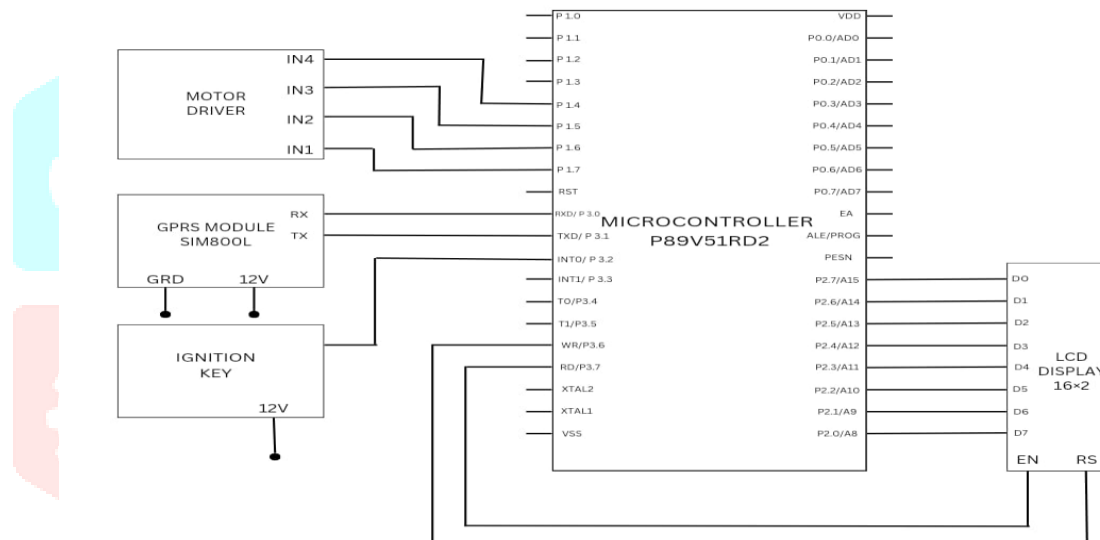 MOTOR
DRIVER
IN4
IN3
IN2
IN1
GPRS MODULE
SIM800L
RX
TX
GRD
12V
IGNITION
KEY
12V
P 1.0
P 1.1
P 1.2
P 1.3
P 1.4
P 1.5
P 1.6
P 1.7
RST
RXD/ P 3.0
TXD/ P 3.1
INT0/ P 3.2
INT1/ P 3.3
TO/P3.4
T1/P3.5
WR/P3.6
RD/P3.7
XTAL2
XTAL1
VSS
MICROCONTROLLER
P89V51RD2
VDD
P0.0/AD0
P0.1/AD1
P0.2/AD2
P0.3/AD3
P0.4/AD4
P0.5/AD5
P0.6/AD6
P0.7/AD7
EA
ALE/PROG
PESN
P2.7/A15
P2.6/A14
P2.5/A13
P2.4/A12
P2.3/A11
P2.2/A10
P2.1/A9
P2.0/A8
D0
D1
D2
D3
D4
D5
D6
D7
LCD
DISPLAY
16×2
EN
RS